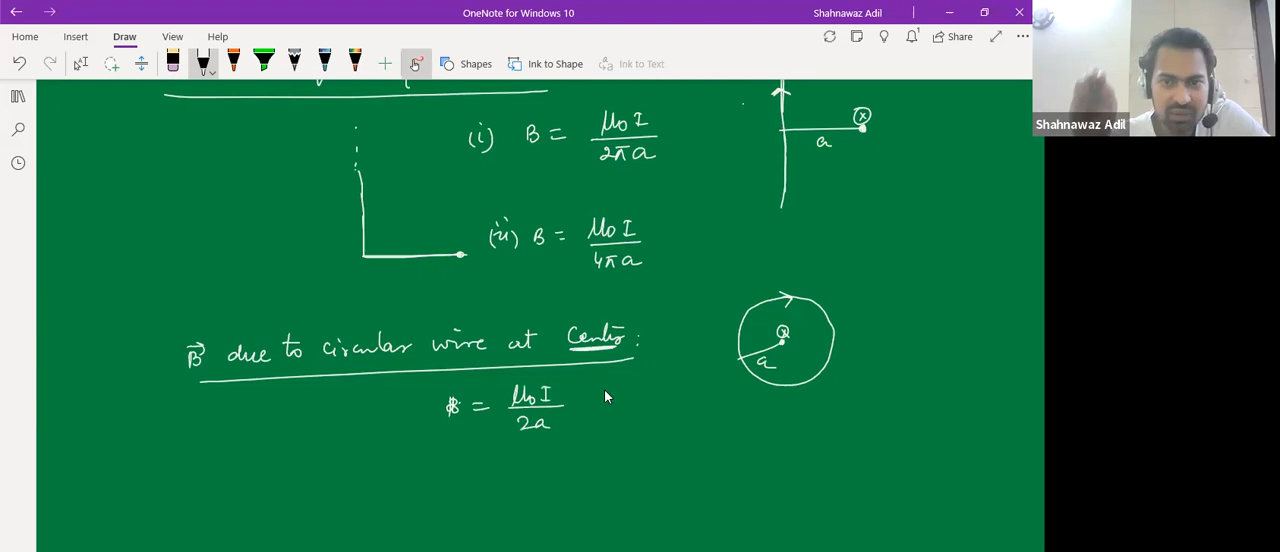 OneNote for Windows 10
Shahnawaz Adil
Home Insert Draw View Help
Share
Shapes
Ink to Shape
Ink to Text
Shahnawaz Adil
(i) B = μ₀I / 2πa
a
(ii) B = μ₀I / 4πa
B⃗ due to circular wire at Centre :
a
B = μ₀I / 2a